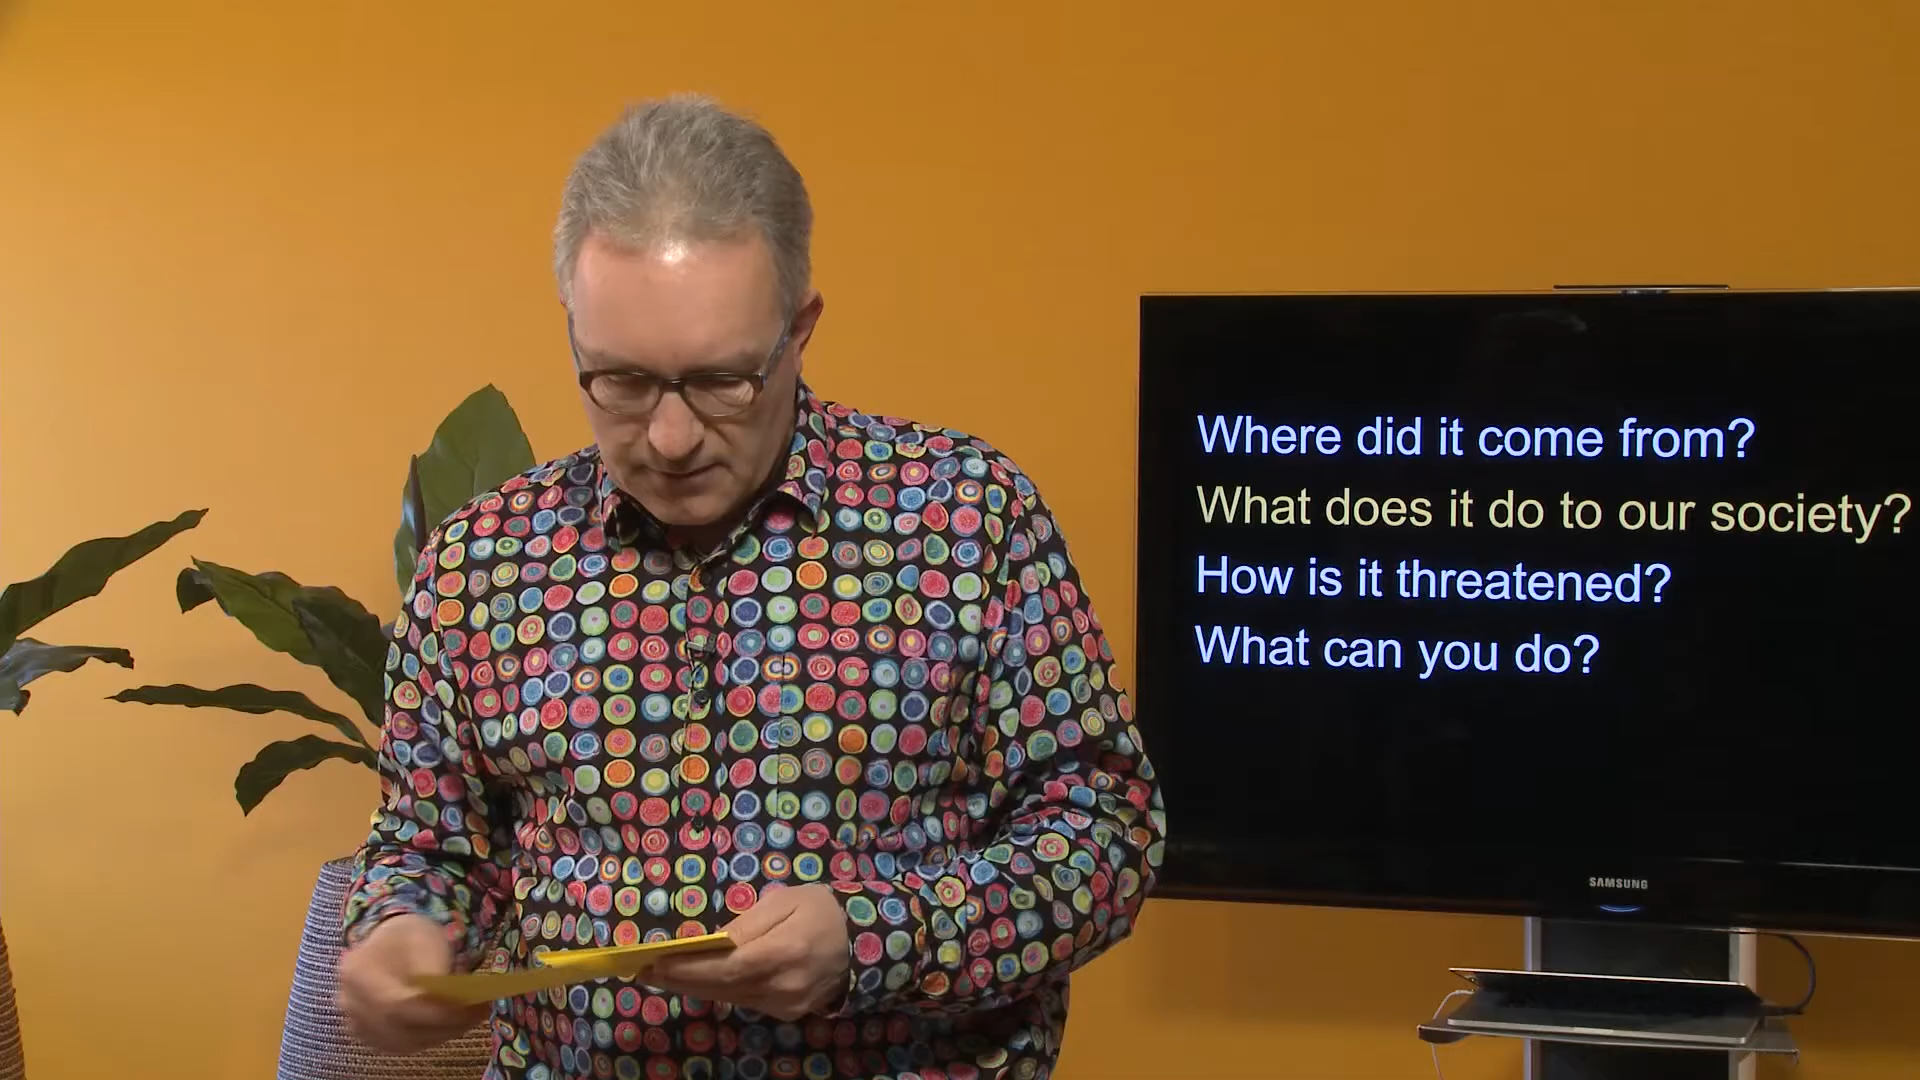 Where did it come from?
What does it do to our society?
How is it threatened?
What can you do?
SAMSUNG